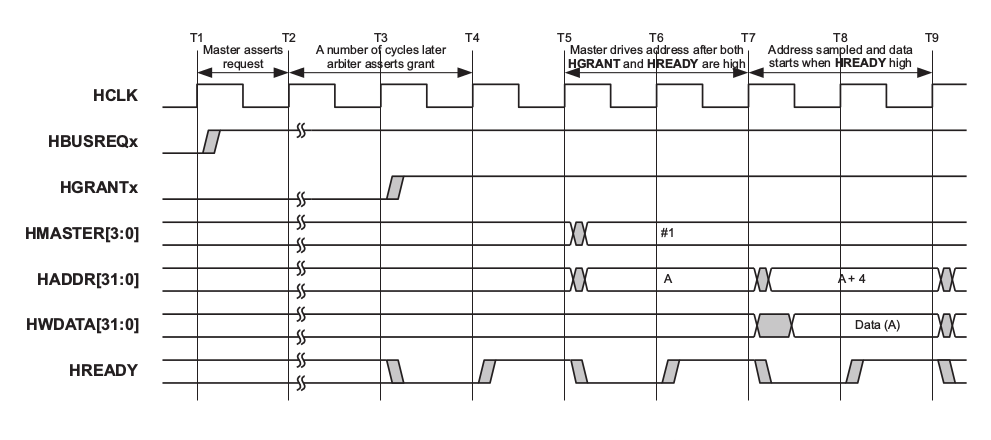 T1 T2 T3 T4 T5 T6 T7 T8 T9
Master asserts
request
A number of cycles later
arbiter asserts grant
Master drives address after both
HGRANT and HREADY are high
Address sampled and data
starts when HREADY high
HCLK
HBUSREQx
HGRANTx
HMASTER[3:0] #1
HADDR[31:0] A A + 4
HWDATA[31:0] Data (A)
HREADY